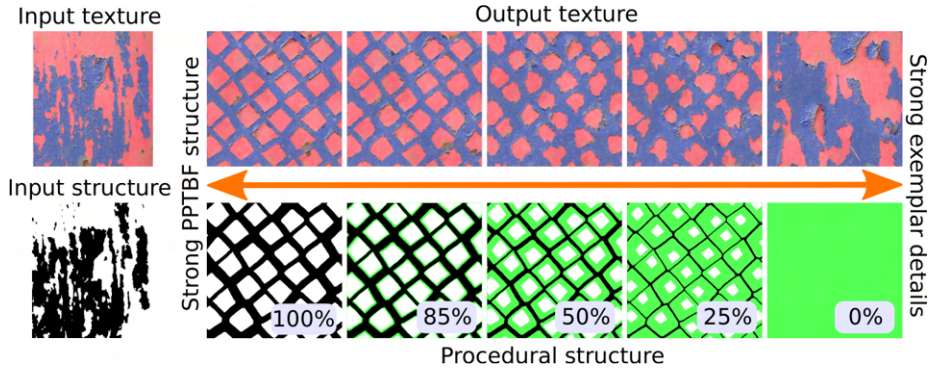 Input texture
Output texture
Input structure
Strong PPTBF structure
Strong exemplar details
100%
85%
50%
25%
0%
Procedural structure